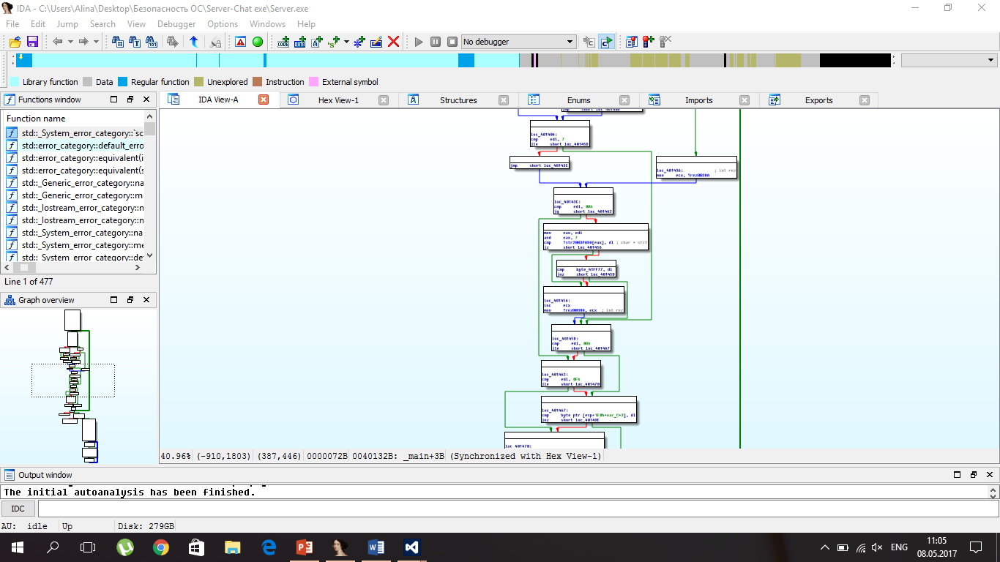 IDA - C:\Users\Alina\Desktop\Безопасность ОС\Server-Chat exe\Server.exe
File Edit Jump Search View Debugger Options Windows Help
No debugger
Library function Data Regular function Unexplored Instruction External symbol
Functions window
IDA View-A Hex View-1 Structures Enums Imports Exports
Function name
std::_System_error_category::`sc
std::error_category::default_erro
std::error_category::equivalent(i
std::error_category::equivalent(s
std::_Generic_error_category::na
std::_Generic_error_category::m
std::_Iostream_error_category::n
std::_Iostream_error_category::n
std::_System_error_category::na
std::_System_error_category::me
std::_System_error_category::de
Line 1 of 477
Graph overview
loc_401406:
cmp edi, 7
jle short loc_40145D
jmp short loc_40143C
loc_401436: ; int rez
mov ecx, ?rez@@3HA
loc_40143C:
cmp edi, 0Bh
jg short loc_401462
mov eax, edi
and eax, 7
cmp ?str2@@3PADA[eax], dl ; char * str2
jz short loc_401456
cmp byte_41FF77, dl
jnz short loc_40145D
loc_401456:
inc ecx
mov ?rez@@3HA, ecx ; int rez
loc_40145D:
cmp edi, 0Bh
jle short loc_401467
loc_401462:
cmp edi, 0Fh
jle short loc_401470
loc_401467:
cmp byte ptr [esp+1E0h+var_C+3], dl
jnz short loc_40149E
loc_401470:
40.96% (-910,1803) (387,446) 0000072B 0040132B: _main+3B (Synchronized with Hex View-1)
Output window
The initial autoanalysis has been finished.
IDC
AU: idle Up Disk: 279GB
ENG
11:05
08.05.2017